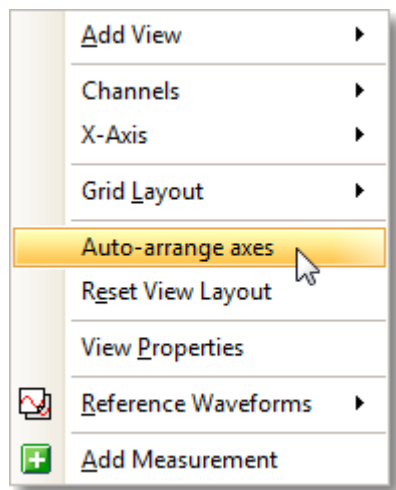 Add View
Channels
X-Axis
Grid Layout
Auto-arrange axes
Reset View Layout
View Properties
Reference Waveforms
Add Measurement